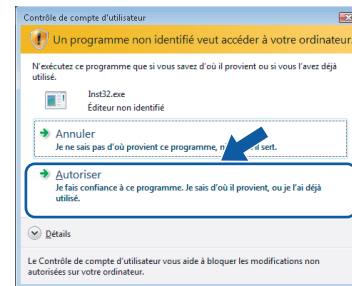 Contrôle de compte d'utilisateur
Un programme non identifié veut accéder à votre ordinateur.
N'exécutez ce programme que si vous savez d'où il provient ou si vous l'avez déjà
utilisé.
Inst32.exe
Éditeur non identifié
Annuler
Je ne sais pas d'où provient ce programme, sert.
Autoriser
Je fais confiance à ce programme. Je sais d'où il provient, ou je l'ai déjà
utilisé.
Détails
Le Contrôle de compte d'utilisateur vous aide à bloquer les modifications non
autorisées sur votre ordinateur.